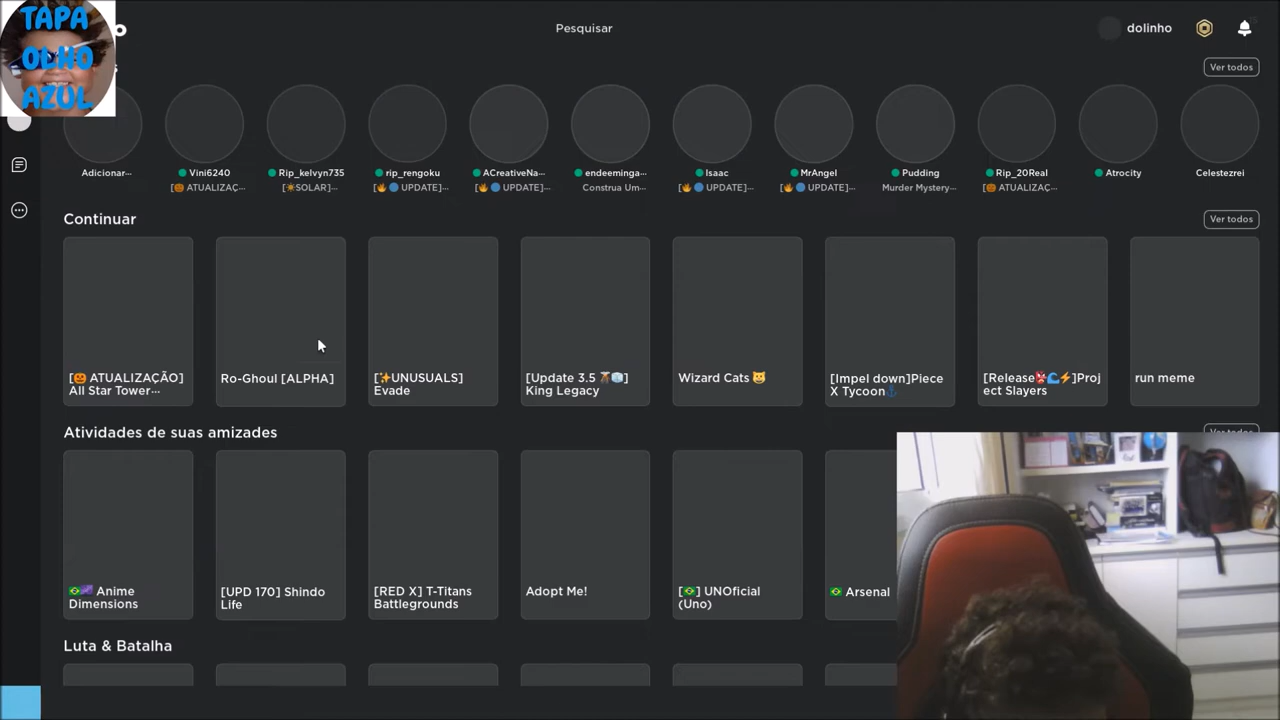 TAPA
OLHO
AZUL
Pesquisar
dolinho
Ver todos
Adicionar...
Vini6240
[🎃 ATUALIZAÇ...
Rip_kelvyn735
[☀️SOLAR]...
rip_rengoku
[🔥🔵 UPDATE]...
ACreativeNa...
[🔥🔵 UPDATE]...
endeeminga...
Construa Um...
Isaac
[🔥🔵 UPDATE]...
MrAngel
[🔥🔵 UPDATE]...
Pudding
Murder Mystery...
Rip_20Real
[🎃 ATUALIZAÇ...
Atrocity
Celestezrei
Continuar
Ver todos
[🎃 ATUALIZAÇÃO]
All Star Tower...
Ro-Ghoul [ALPHA]
[✨UNUSUALS]
Evade
[Update 3.5 🏋️🧊]
King Legacy
Wizard Cats 😺
[Impel down]Piece
X Tycoon⚓
[Release👺🌊⚡]Proj
ect Slayers
run meme
Atividades de suas amizades
Ver todos
🇧🇷🌌 Anime
Dimensions
[UPD 170] Shindo
Life
[RED X] T-Titans
Battlegrounds
Adopt Me!
[🇧🇷] UNOficial
(Uno)
🇧🇷 Arsenal
Luta & Batalha